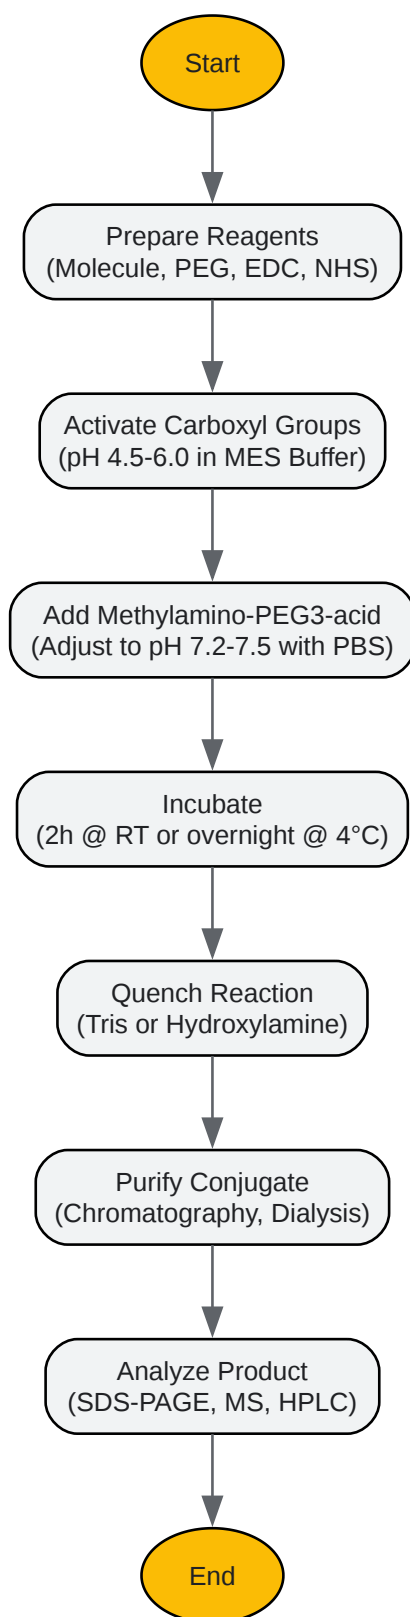 Start
Prepare Reagents
(Molecule, PEG, EDC, NHS)
Activate Carboxyl Groups
(pH 4.5-6.0 in MES Buffer)
Add Methylamino-PEG3-acid
(Adjust to pH 7.2-7.5 with PBS)
Incubate
(2h @ RT or overnight @ 4°C)
Quench Reaction
(Tris or Hydroxylamine)
Purify Conjugate
(Chromatography, Dialysis)
Analyze Product
(SDS-PAGE, MS, HPLC)
End